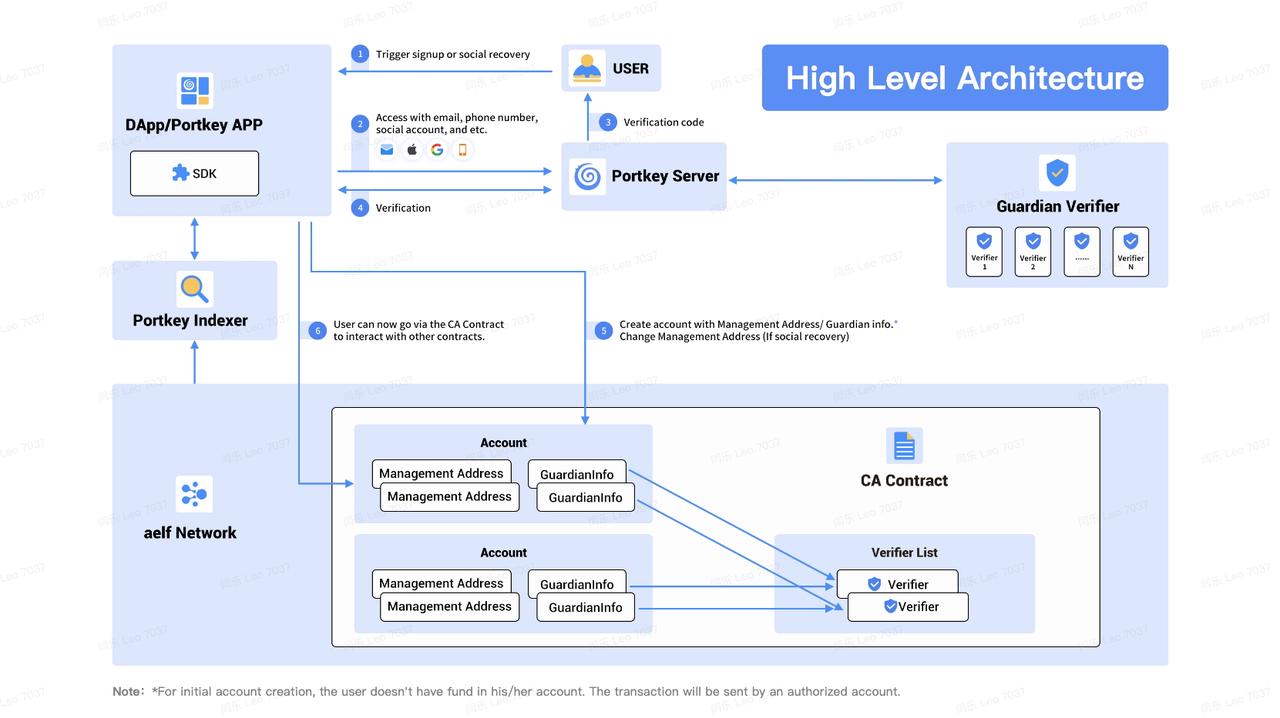 High Level Architecture
1 Trigger signup or social recovery
USER
DApp/Portkey APP
SDK
2 Access with email, phone number,
social account, and etc.
3 Verification code
Portkey Server
4 Verification
Guardian Verifier
Verifier
1
Verifier
2
......
Verifier
N
Portkey Indexer
6 User can now go via the CA Contract
to interact with other contracts.
5 Create account with Management Address/ Guardian info.*
Change Management Address (If social recovery)
aelf Network
Account
Management Address
Management Address
GuardianInfo
GuardianInfo
CA Contract
Account
Management Address
Management Address
GuardianInfo
GuardianInfo
Verifier List
Verifier
Verifier
Note: *For initial account creation, the user doesn't have fund in his/her account. The transaction will be sent by an authorized account.